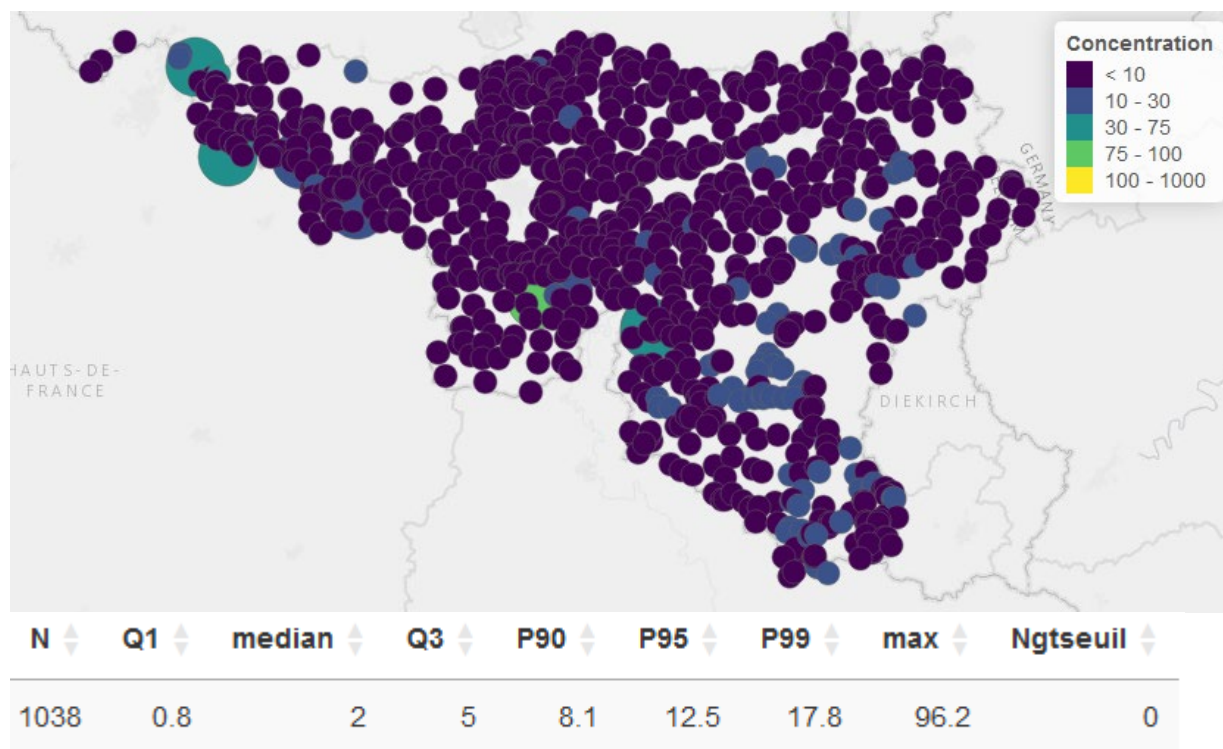 Concentration
< 10
10 - 30
30 - 75
75 - 100
100 - 1000
GERMANY
HAUTS-DE-
FRANCE
DIEKIRCH
N Q1 median Q3 P90 P95 P99 max Ngtseuil
1038 0.8 2 5 8.1 12.5 17.8 96.2 0